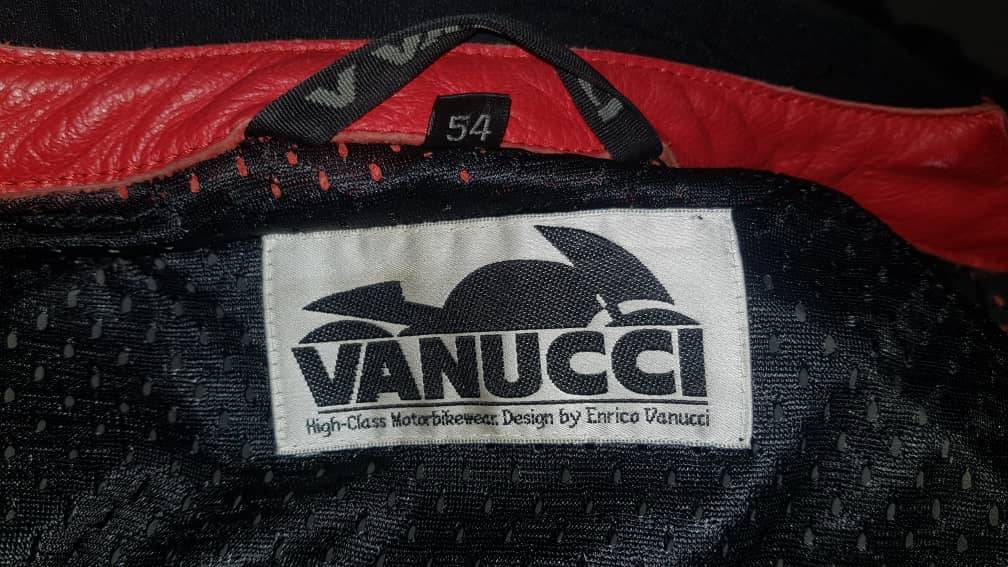 V V V
54
VANUCCI
High-Class Motorbikewear. Design by Enrico Vanucci